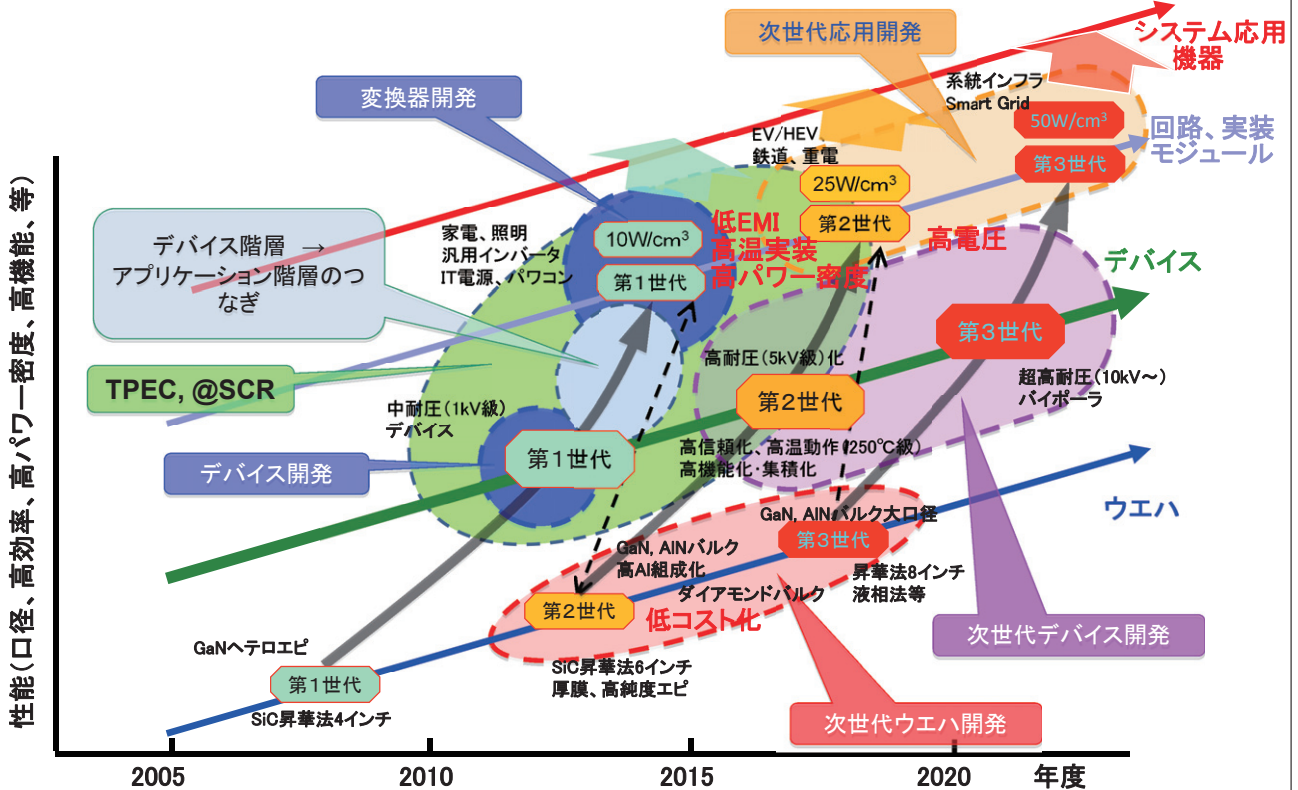 次世代応用開発
システム応用
機器
変換器開発
系統インフラ
Smart Grid
50W/cm³
回路、実装
モジュール
EV/HEV、
鉄道、重電
第3世代
25W/cm³
第2世代
デバイス階層 →
アプリケーション階層のつ
なぎ
家電、照明
汎用インバータ
IT電源、パワコン
10W/cm³
第1世代
低EMI
高温実装
高パワー密度
高電圧
デバイス
第3世代
TPEC, @SCR
高耐圧(5kV級)化
超高耐圧(10kV～)
バイポーラ
中耐圧(1kV級)
デバイス
第2世代
デバイス開発
第1世代
高信頼化、高温動作(250℃級)
高機能化・集積化
ウエハ
GaN, AlNバルク大口径
第3世代
GaN, AlNバルク
高Al組成化
ダイアモンドバルク
昇華法8インチ
液相法等
第2世代
低コスト化
次世代デバイス開発
GaNヘテロエピ
第1世代
SiC昇華法4インチ
SiC昇華法6インチ
厚膜、高純度エピ
次世代ウエハ開発
性能(口径、高効率、高パワー密度、高機能、等)
2005
2010
2015
2020
年度